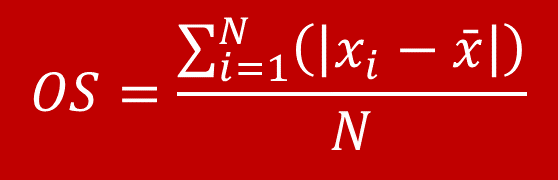 OS = \frac{\sum_{i=1}^{N}(|x_i - \bar{x}|)}{N}